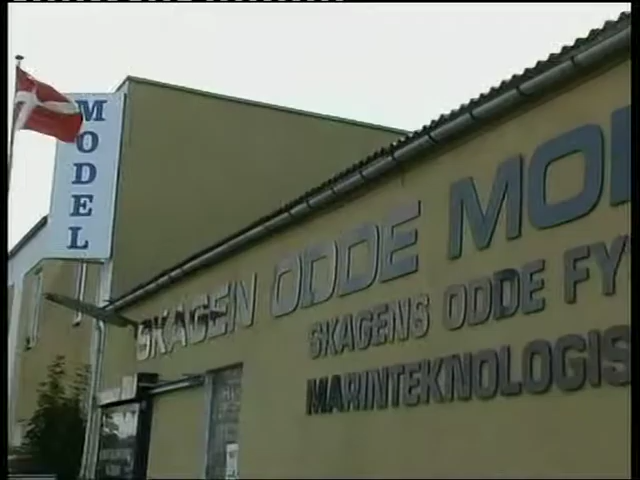 MODEL
SKAGEN ODDE MO
SKAGENS ODDE FY
MARINTEKNOLOGIS